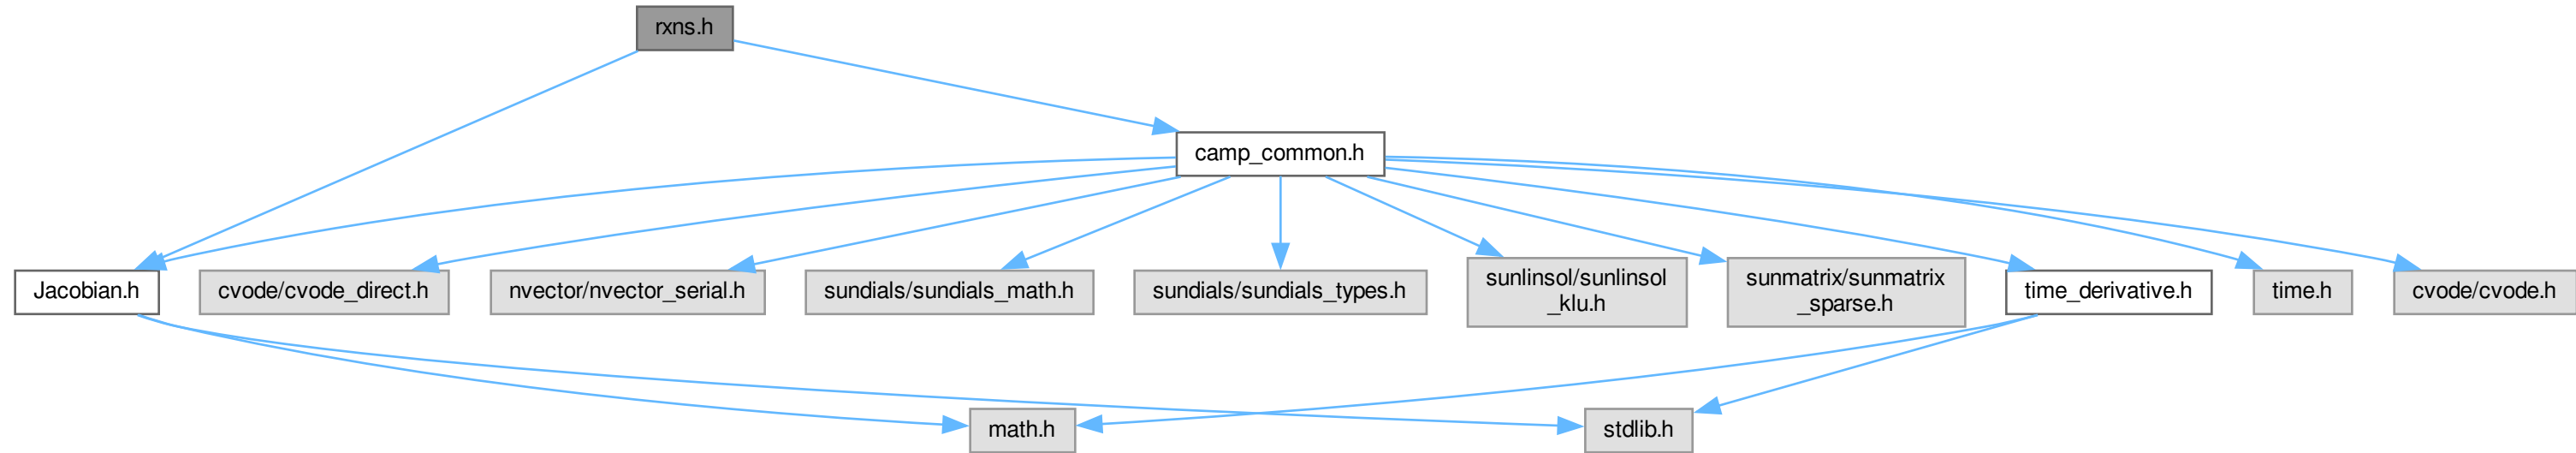 rxns.h
camp_common.h
Jacobian.h
cvode/cvode_direct.h
nvector/nvector_serial.h
sundials/sundials_math.h
sundials/sundials_types.h
sunlinsol/sunlinsol
_klu.h
sunmatrix/sunmatrix
_sparse.h
time_derivative.h
time.h
cvode/cvode.h
math.h
stdlib.h